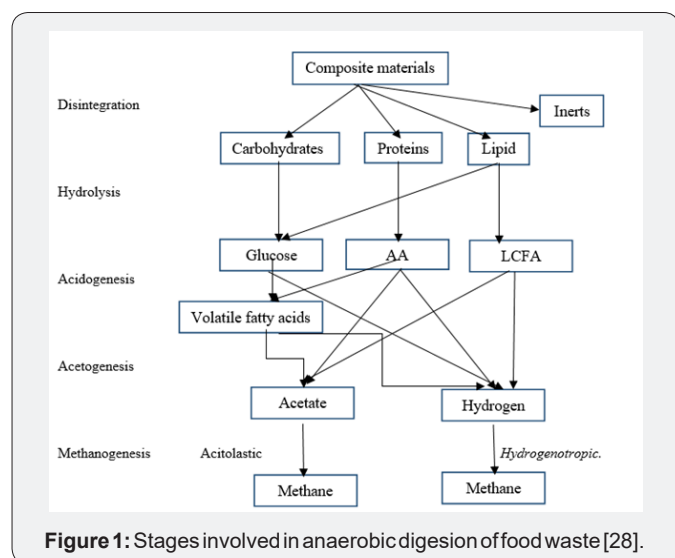 Composite materials
Disintegration
Inerts
Carbohydrates Proteins Lipid
Hydrolysis
Glucose AA LCFA
Acidogenesis
Volatile fatty acids
Acetogenesis
Acetate Hydrogen
Methanogenesis Acitolastic Hydrogenotropic.
Methane Methane
Figure 1: Stages involved in anaerobic digesion of food waste [28].